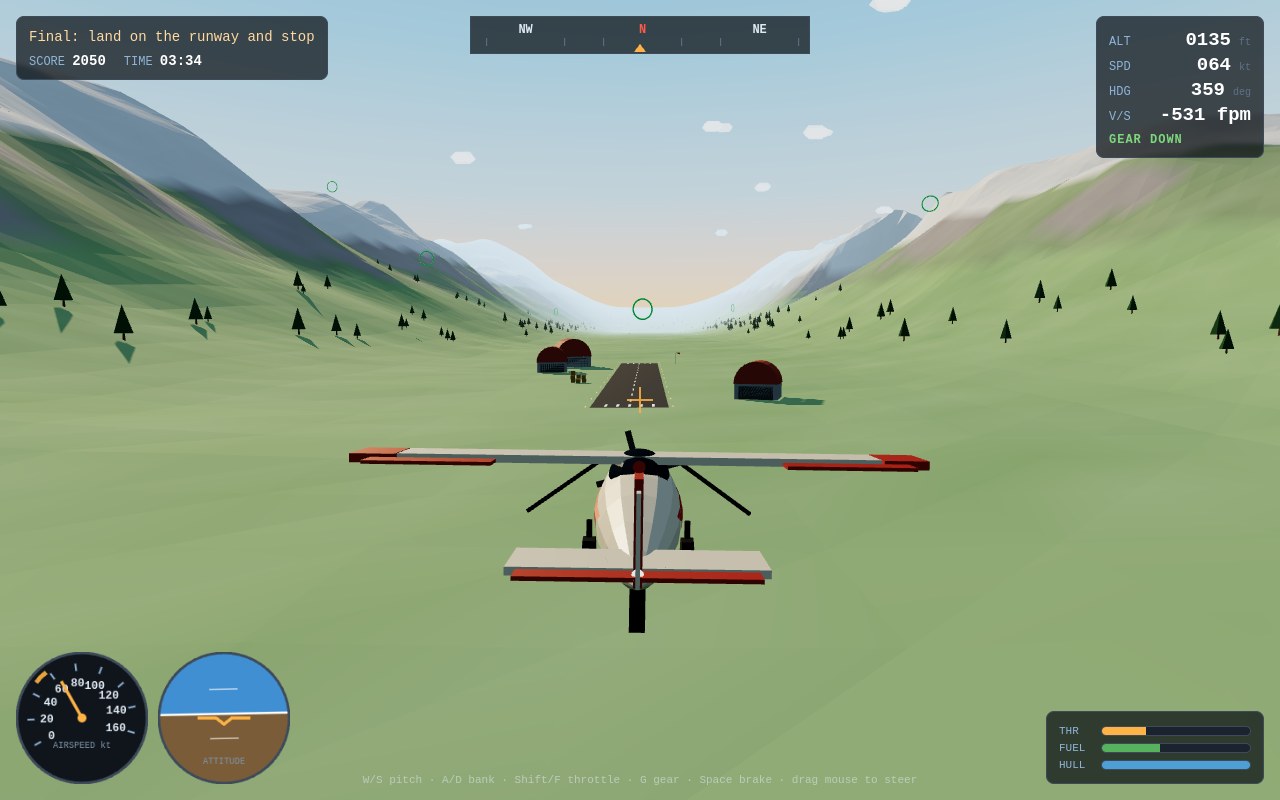 Final: land on the runway and stop
SCORE 2050 TIME 03:34
NW N NE
ALT 0135 ft
SPD 064 kt
HDG 359 deg
V/S -531 fpm
GEAR DOWN
0 20 40 60 80 100 120 140 160
AIRSPEED kt
ATTITUDE
W/S pitch · A/D bank · Shift/F throttle · G gear · Space brake · drag mouse to steer
THR
FUEL
HULL